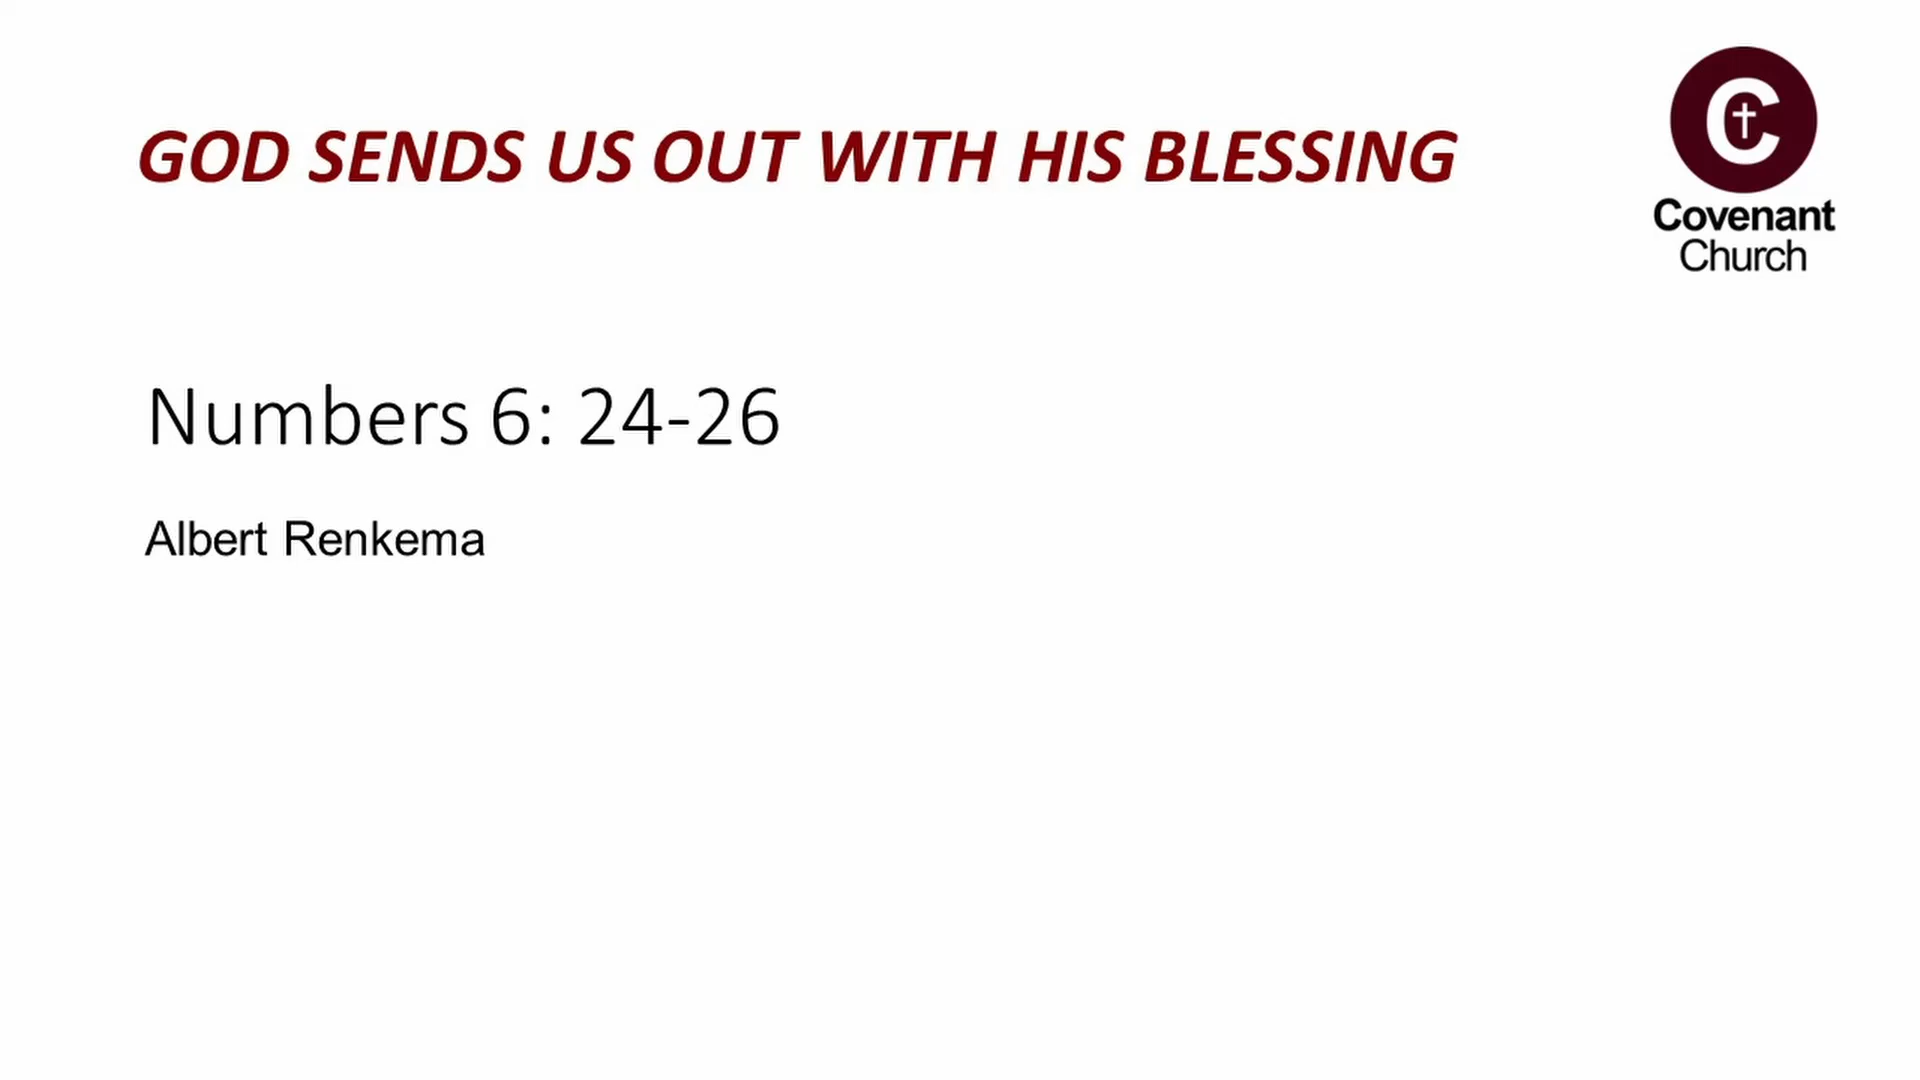 GOD SENDS US OUT WITH HIS BLESSING
Covenant
Church
Numbers 6: 24-26
Albert Renkema